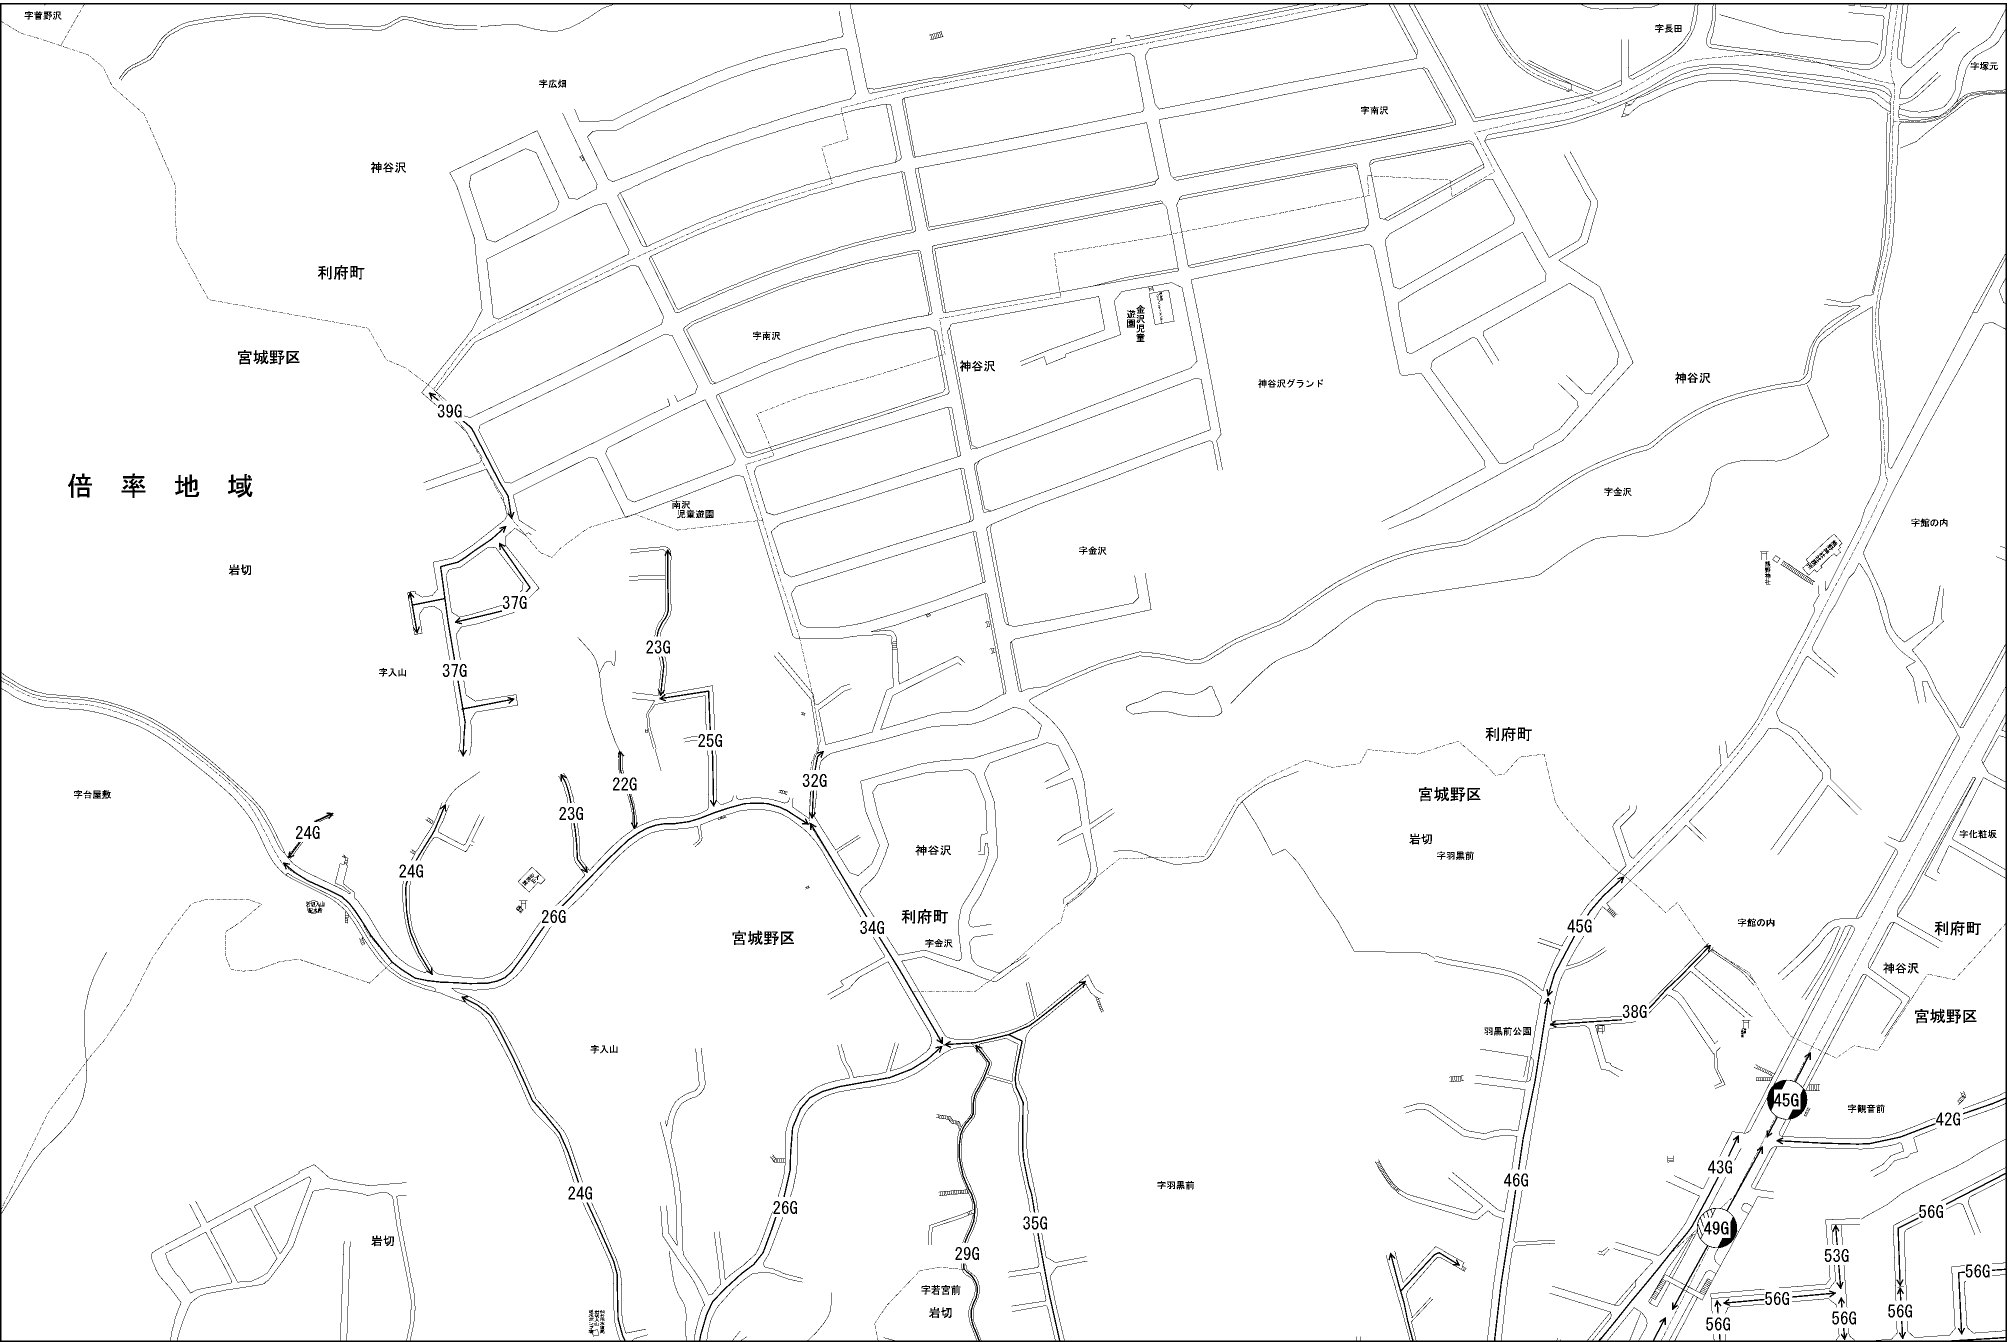 字曽野沢
字長田
字塚元
字広畑
字南沢
神谷沢
利府町
金沢児童
遊園
字南沢
宮城野区
神谷沢
神谷沢グランド
神谷沢
39G
倍率地域
字金沢
南沢
児童遊園
字館の内
字金沢
岩切
熊野神社
37G
23G
字入山
37G
利府町
25G
32G
22G
字台屋敷
宮城野区
23G
24G
字化粧坂
岩切
神谷沢
字羽黒前
24G
26G
利府町
字館の内
45G
34G
利府町
宮城野区
字金沢
神谷沢
38G
宮城野区
羽黒前公園
字入山
45G
字観音前
42G
43G
46G
字羽黒前
24G
26G
56G
35G
49G
岩切
29G
53G
56G
字若宮前
56G
岩切
56G
56G
56G